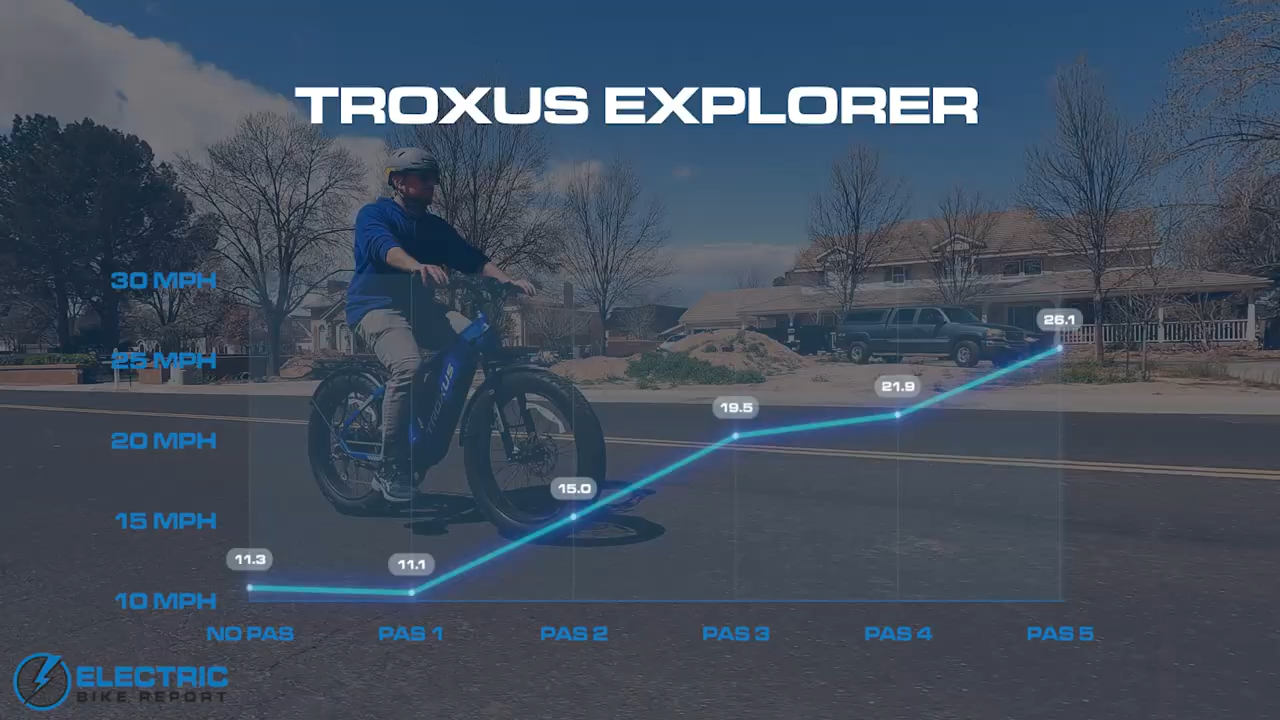 TROXUS EXPLORER
30 MPH
25 MPH
20 MPH
15 MPH
10 MPH
11.3
11.1
15.0
19.5
21.9
26.1
NO PAS
PAS 1
PAS 2
PAS 3
PAS 4
PAS 5
TROXUS
ELECTRIC
BIKE REPORT